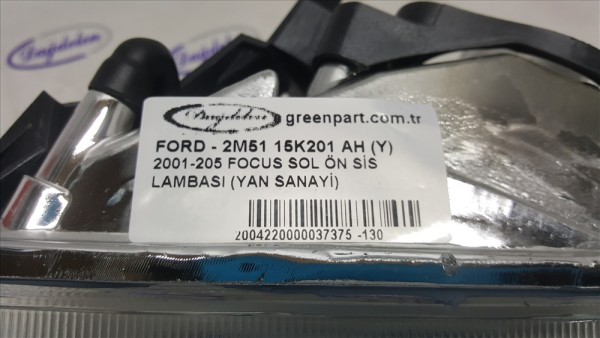 greenpart.com.tr
FORD - 2M51 15K201 AH (Y)
2001-205 FOCUS SOL ÖN SİS
LAMBASI (YAN SANAYİ)
2004220000037375 -130